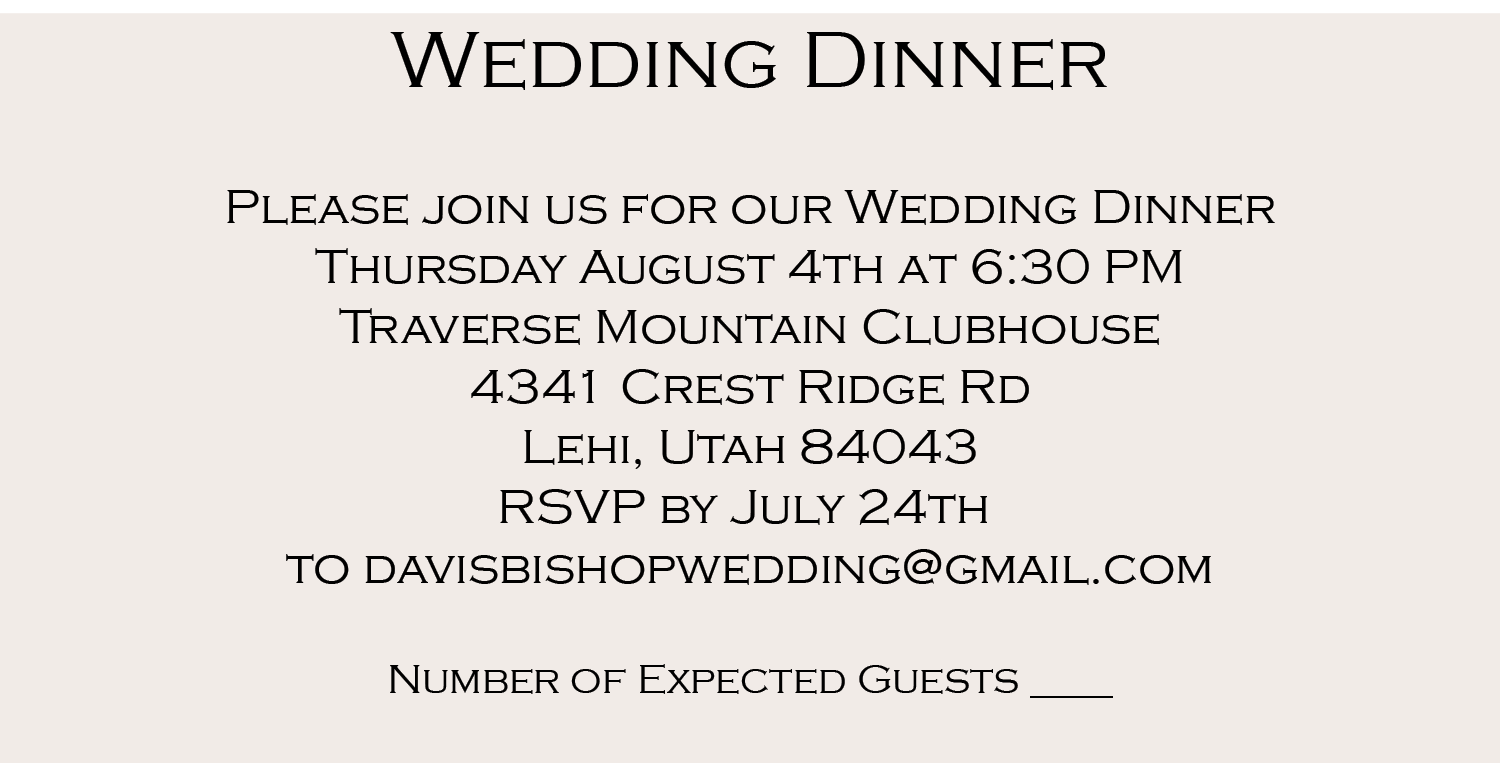 Wedding Dinner
Please join us for our Wedding Dinner
Thursday August 4th at 6:30 PM
Traverse Mountain Clubhouse
4341 Crest Ridge Rd
Lehi, Utah 84043
RSVP by July 24th
to davisbishopwedding@gmail.com
Number of Expected Guests ____